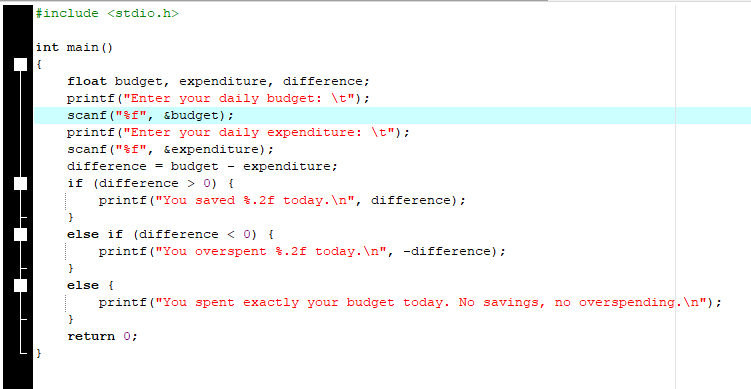 #include <stdio.h>
int main()
{
float budget, expenditure, difference;
printf("Enter your daily budget: \t");
scanf("%f", &budget);
printf("Enter your daily expenditure: \t");
scanf("%f", &expenditure);
difference = budget - expenditure;
if (difference > 0) {
printf("You saved %.2f today.\n", difference);
}
else if (difference < 0) {
printf("You overspent %.2f today.\n", -difference);
}
else {
printf("You spent exactly your budget today. No savings, no overspending.\n");
}
return 0;
}